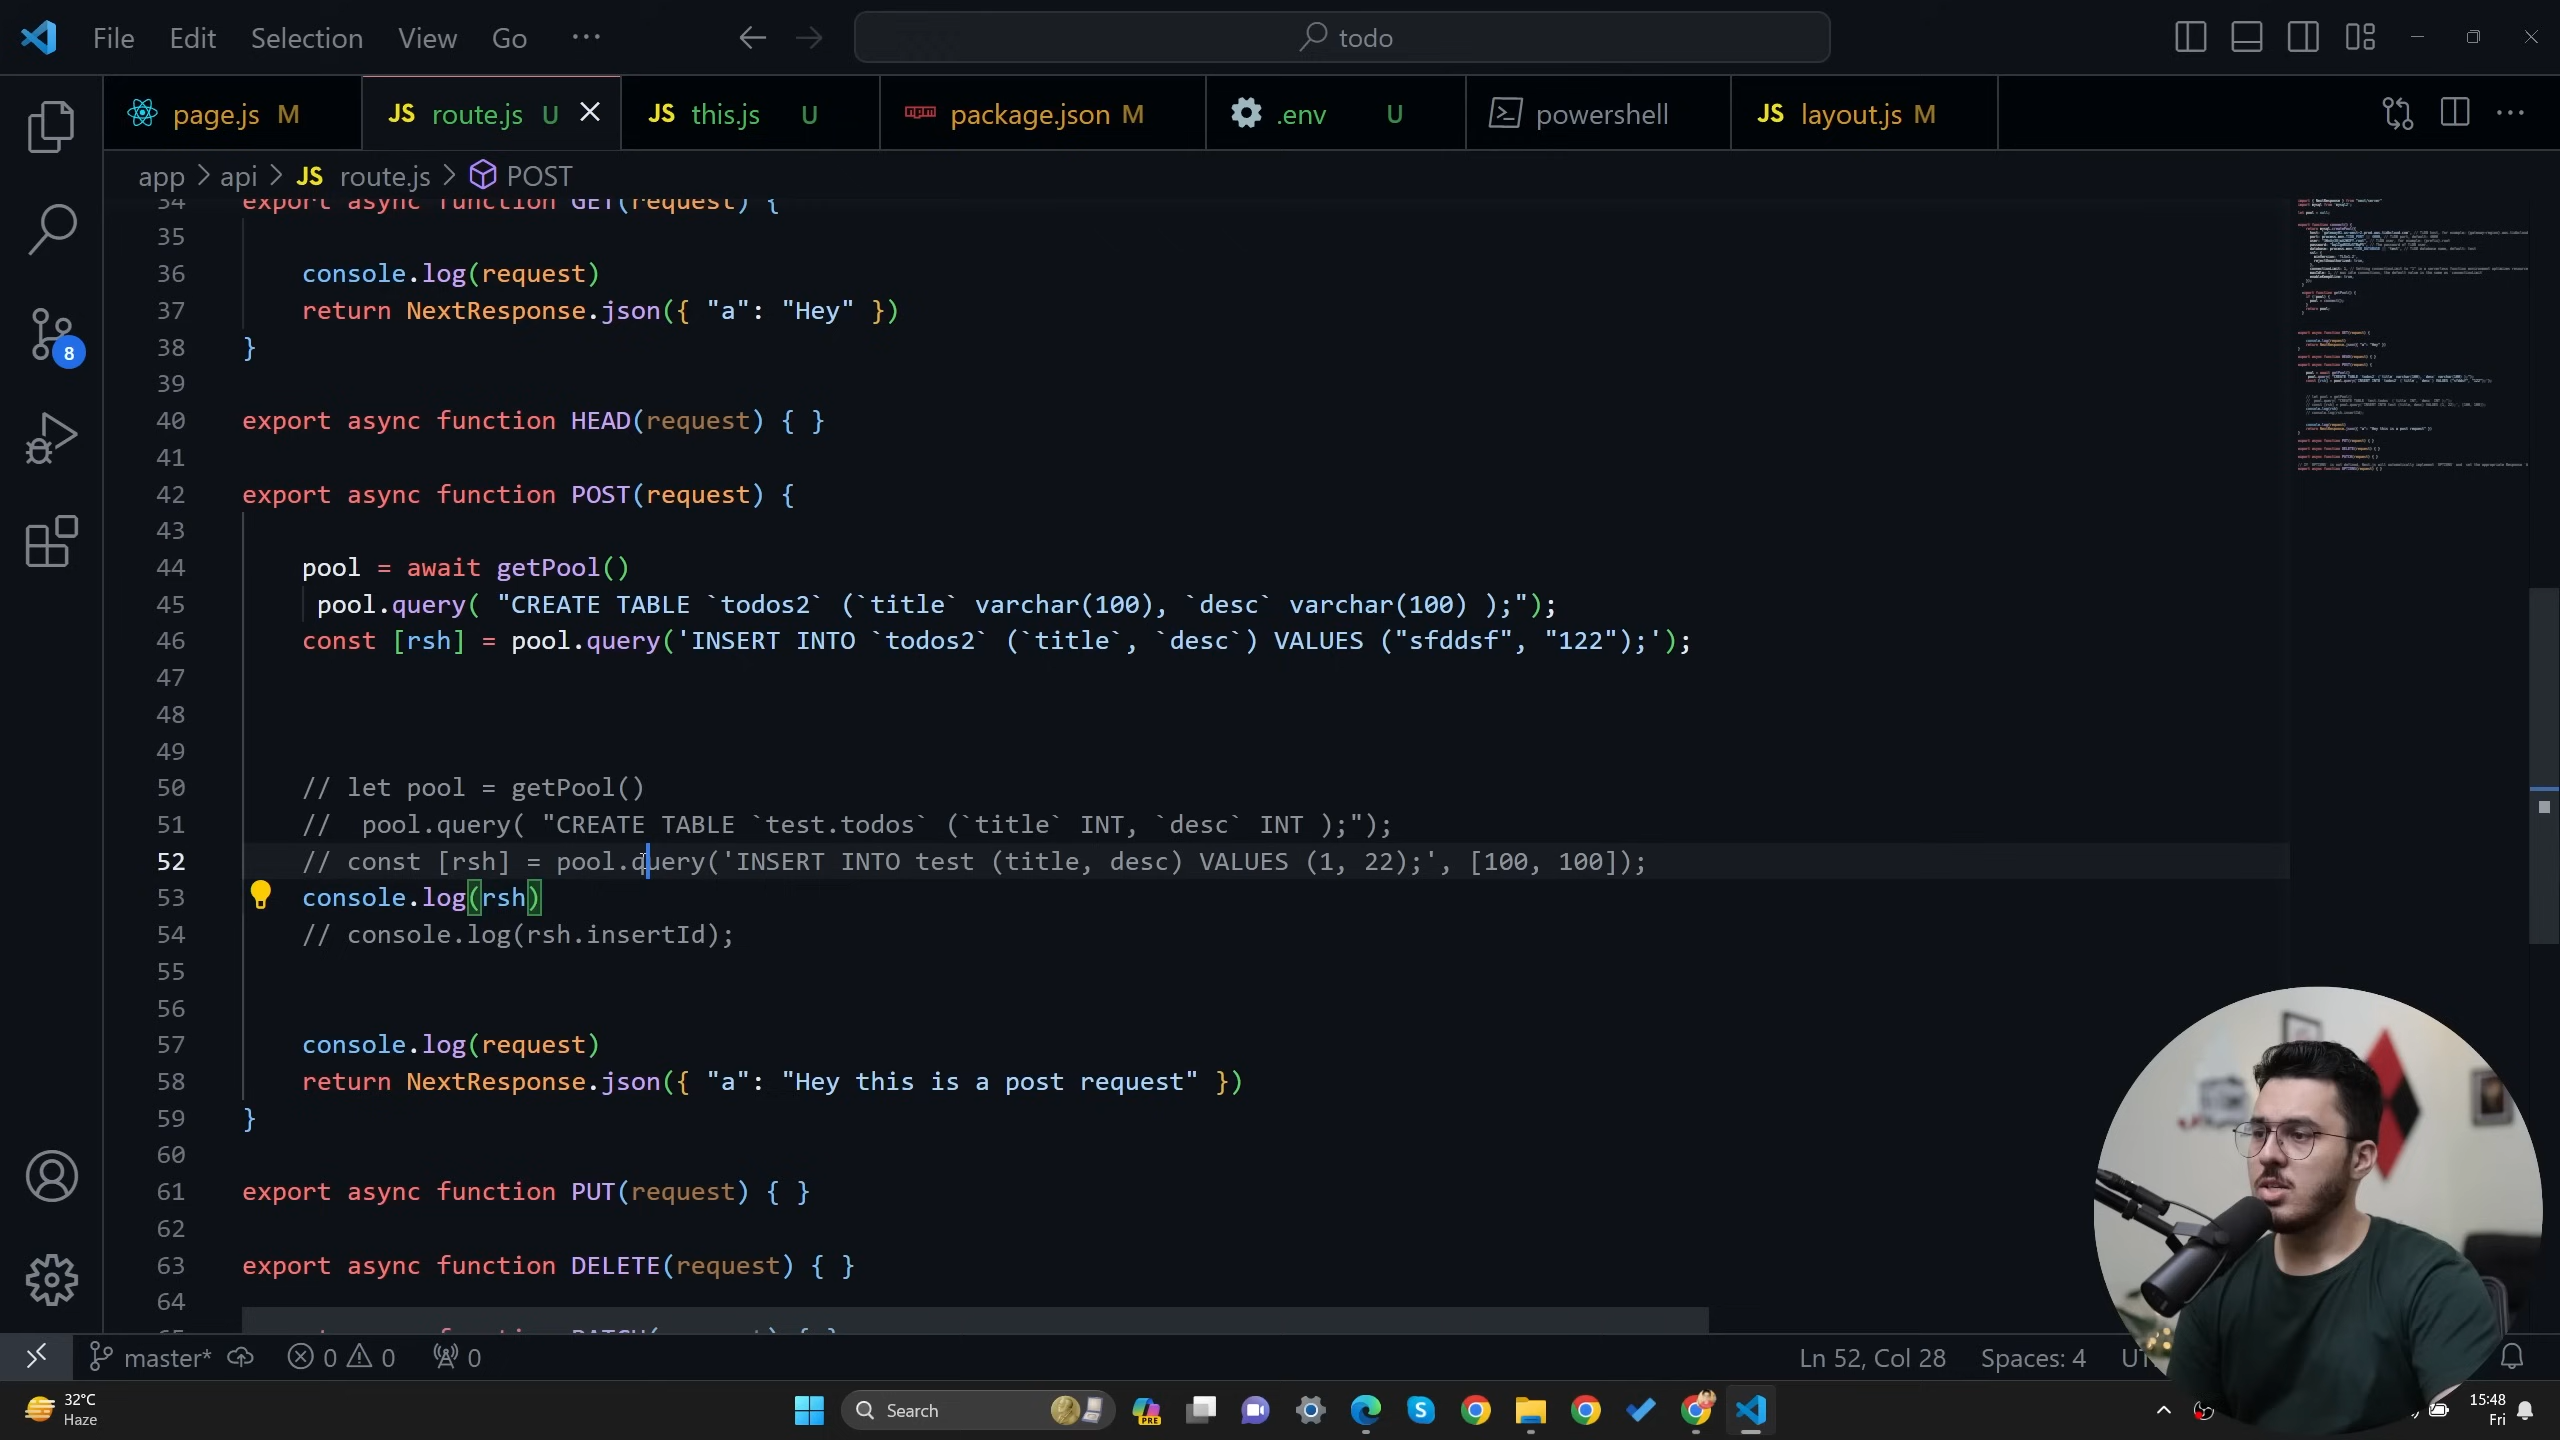 File Edit Selection View Go ··· todo
page.js M JS route.js U JS this.js U package.json M .env U powershell JS layout.js M
app > api > JS route.js > POST
34 export async function GET(request) {
35
36 console.log(request)
37 return NextResponse.json({ "a": "Hey" })
38 }
39
40 export async function HEAD(request) { }
41
42 export async function POST(request) {
43
44 pool = await getPool()
45 pool.query( "CREATE TABLE `todos2` (`title` varchar(100), `desc` varchar(100) );");
46 const [rsh] = pool.query('INSERT INTO `todos2` (`title`, `desc`) VALUES ("sfddsf", "122");');
47
48
49
50 // let pool = getPool()
51 // pool.query( "CREATE TABLE `test.todos` (`title` INT, `desc` INT );");
52 // const [rsh] = pool.query('INSERT INTO test (title, desc) VALUES (1, 22);', [100, 100]);
53 console.log(rsh)
54 // console.log(rsh.insertId);
55
56
57 console.log(request)
58 return NextResponse.json({ "a": "Hey this is a post request" })
59 }
60
61 export async function PUT(request) { }
62
63 export async function DELETE(request) { }
64
8
master* 0 0 0 Ln 52, Col 28 Spaces: 4
32°C
Haze
Search
PRE
15:48
Fri